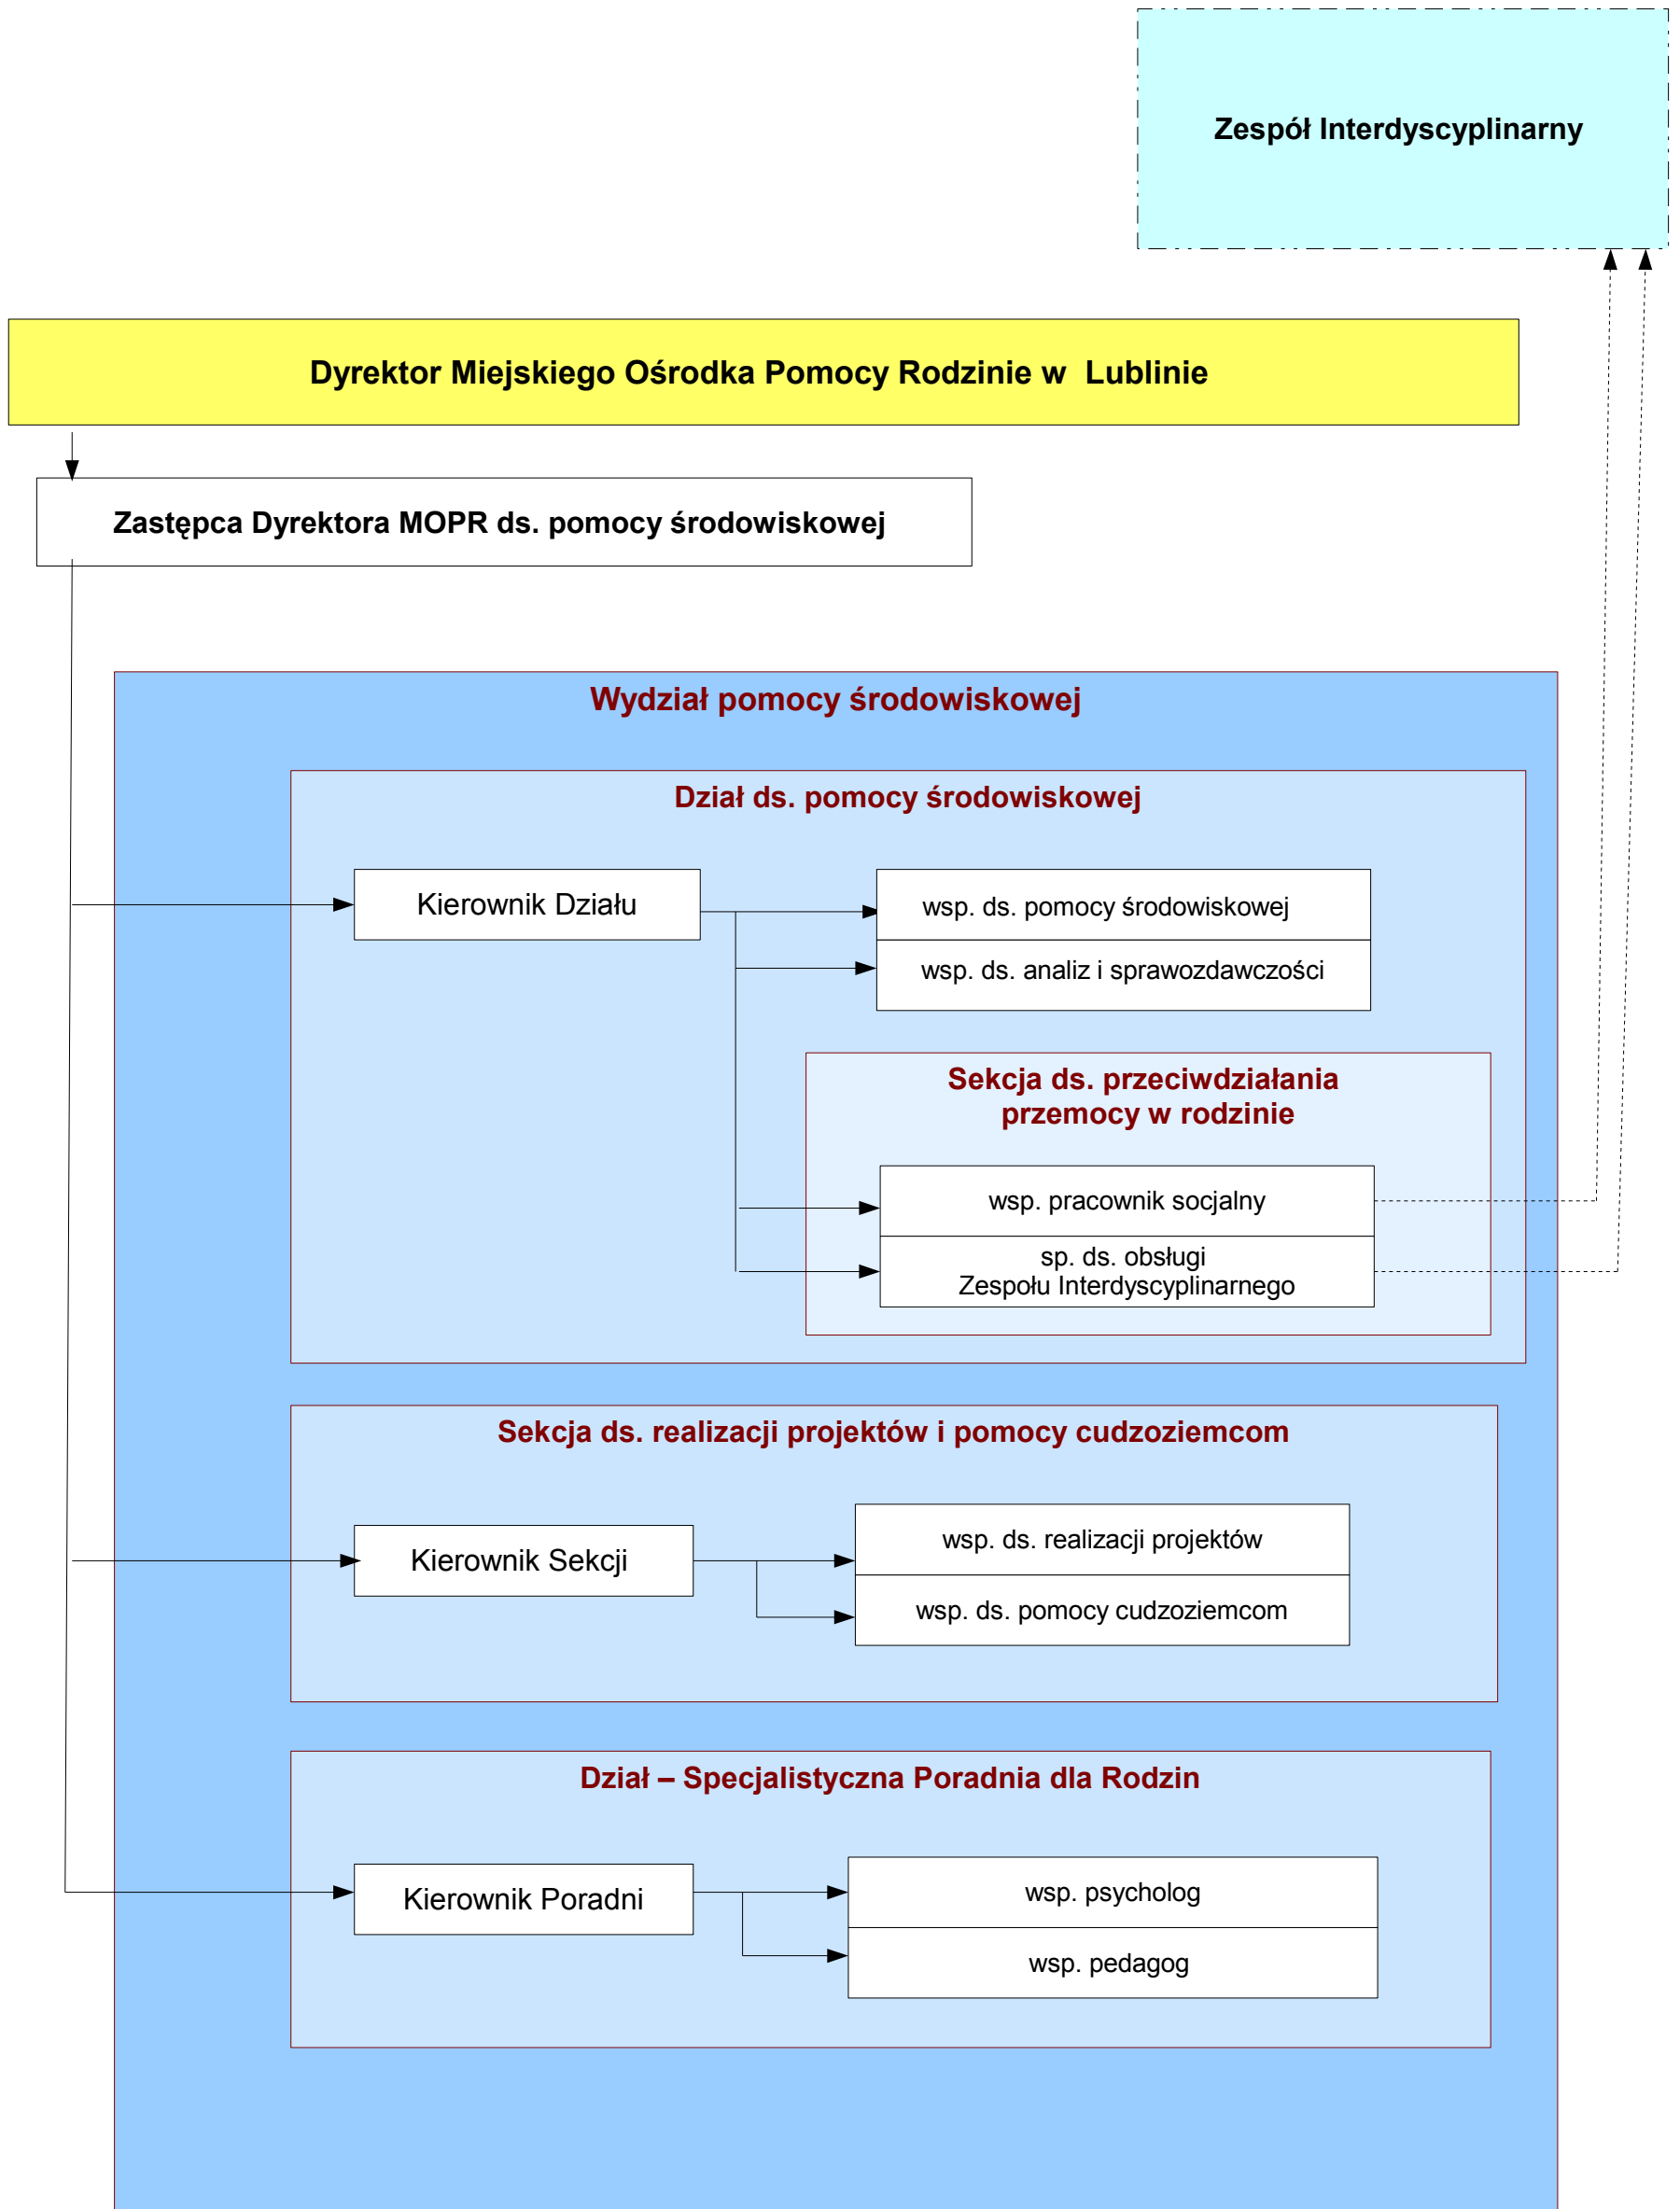 Zespół Interdyscyplinarny
Dyrektor Miejskiego Ośrodka Pomocy Rodzinie w Lublinie
Zastępca Dyrektora MOPR ds. pomocy środowiskowej
Wydział pomocy środowiskowej
Dział ds. pomocy środowiskowej
Kierownik Działu
wsp. ds. pomocy środowiskowej
wsp. ds. analiz i sprawozdawczości
Sekcja ds. przeciwdziałania
przemocy w rodzinie
wsp. pracownik socjalny
sp. ds. obsługi
Zespołu Interdyscyplinarnego
Sekcja ds. realizacji projektów i pomocy cudzoziemcom
Kierownik Sekcji
wsp. ds. realizacji projektów
wsp. ds. pomocy cudzoziemcom
Dział – Specjalistyczna Poradnia dla Rodzin
Kierownik Poradni
wsp. psycholog
wsp. pedagog